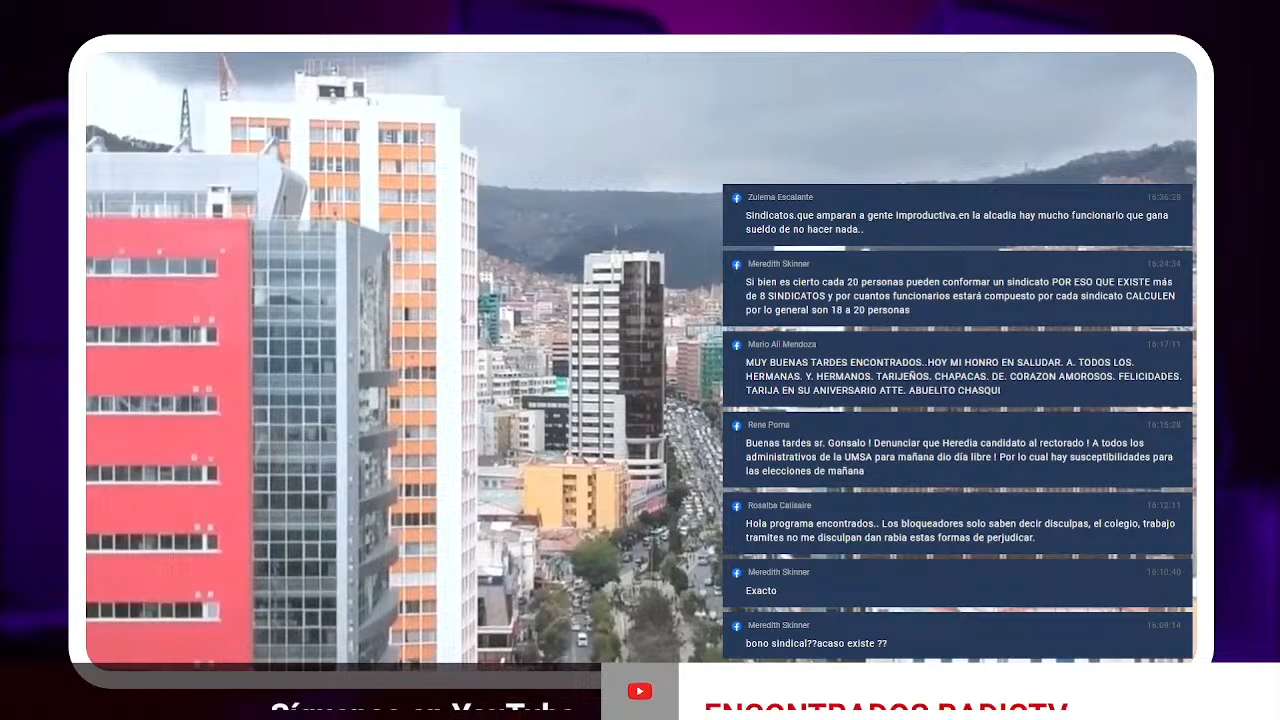 Zulema Escalante 16:36:28
Sindicatos.que amparan a gente improductiva.en la alcadia hay mucho funcionario que gana
sueldo de no hacer nada..
Meredith Skinner 16:24:34
Si bien es cierto cada 20 personas pueden conformar un sindicato POR ESO QUE EXISTE más
de 8 SINDICATOS y por cuantos funcionarios estará compuesto por cada sindicato CALCULEN
por lo general son 18 a 20 personas
Mario Ali Mendoza 16:17:11
MUY BUENAS TARDES ENCONTRADOS..HOY MI HONRO EN SALUDAR. A. TODOS LOS.
HERMANAS. Y. HERMANOS. TARIJEÑOS. CHAPACAS. DE. CORAZON AMOROSOS. FELICIDADES.
TARIJA EN SU ANIVERSARIO ATTE. ABUELITO CHASQUI
Rene Poma 16:15:28
Buenas tardes sr. Gonsalo ! Denunciar que Heredia candidato al rectorado ! A todos los
administrativos de la UMSA para mañana dio día libre ! Por lo cual hay susceptibilidades para
las elecciones de mañana
Rosalba Calisaire 16:12:11
Hola programa encontrados.. Los bloqueadores solo saben decir disculpas, el colegio, trabajo
tramites no me disculpan dan rabia estas formas de perjudicar.
Meredith Skinner 16:10:40
Exacto
Meredith Skinner 16:09:14
bono sindical??acaso existe ??
Síguenos en YouTube
ENCONTRADOS RADIOTV